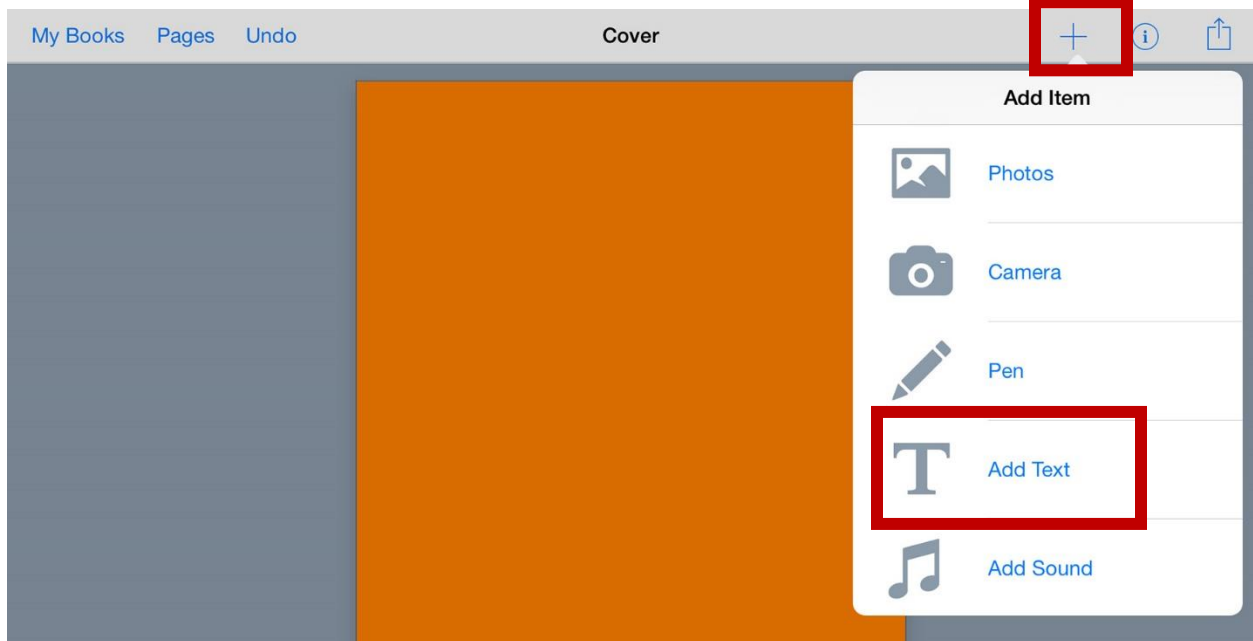 My Books Pages Undo Cover
Add Item
Photos
Camera
Pen
Add Text
Add Sound